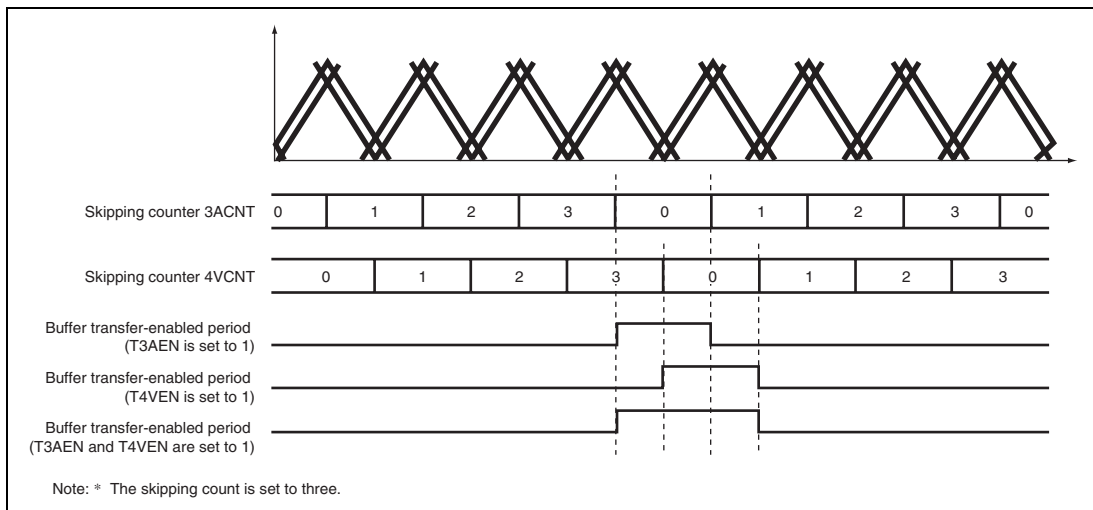 Skipping counter 3ACNT 0 1 2 3 0 1 2 3 0
Skipping counter 4VCNT 0 1 2 3 0 1 2 3
Buffer transfer-enabled period
(T3AEN is set to 1)
Buffer transfer-enabled period
(T4VEN is set to 1)
Buffer transfer-enabled period
(T3AEN and T4VEN are set to 1)
Note: * The skipping count is set to three.